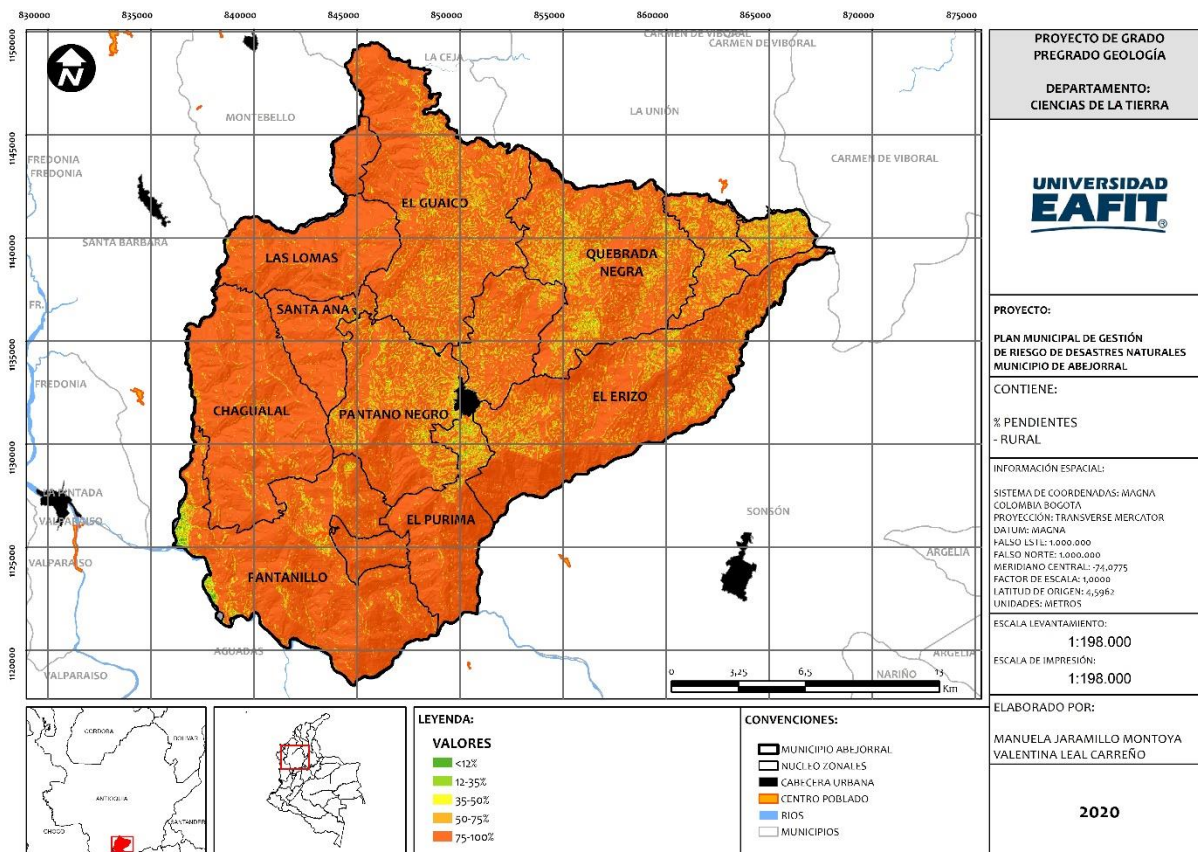 830000 835000 840000 845000 850000 855000 860000 865000 870000 875000
1150000
1145000
1140000
1135000
1130000
1125000
1120000
N
CARMEN DE VIBORAL
CARMEN DE VIBORAL
LA CEJA
LA UNIÓN
MONTEBELLO
FREDONIA
FREDONIA
CARMEN DE VIBORAL
EL GUAICO
SANTA BARBARA
LAS LOMAS
QUEBRADA
NEGRA
SANTA ANA
FR.
FREDONIA
CHAGUALAL
PANTANO NEGRO
EL ERIZO
LA PINTADA
VALPARAISO
EL PURIMA
SONSÓN
VALPARAISO
ARGELIA
FANTANILLO
AGUADAS
VALPARAISO
ARGELIA
NARIÑO
0 3,25 6,5 13
Km
PROYECTO DE GRADO
PREGRADO GEOLOGÍA
DEPARTAMENTO:
CIENCIAS DE LA TIERRA
UNIVERSIDAD
EAFIT®
PROYECTO:
PLAN MUNICIPAL DE GESTIÓN
DE RIESGO DE DESASTRES NATURALES
MUNICIPIO DE ABEJORRAL
CONTIENE:
% PENDIENTES
- RURAL
INFORMACIÓN ESPACIAL:
SISTEMA DE COORDENADAS: MAGNA
COLOMBIA BOGOTA
PROYECCIÓN: TRANSVERSE MERCATOR
DATUM: MAGNA
FALSO ESTE: 1.000.000
FALSO NORTE: 1.000.000
MERIDIANO CENTRAL: -74,0775
FACTOR DE ESCALA: 1,0000
LATITUD DE ORIGEN: 4,5962
UNIDADES: METROS
ESCALA LEVANTAMIENTO:
1:198.000
ESCALA DE IMPRESIÓN:
1:198.000
ELABORADO POR:
MANUELA JARAMILLO MONTOYA
VALENTINA LEAL CARREÑO
2020
CORDOBA
BOLIVAR
ANTIOQUIA
SANTANDER
CHOCO
LEYENDA:
VALORES
<12%
12-35%
35-50%
50-75%
75-100%
CONVENCIONES:
MUNICIPIO ABEJORRAL
NUCLEO ZONALES
CABECERA URBANA
CENTRO POBLADO
RIOS
MUNICIPIOS